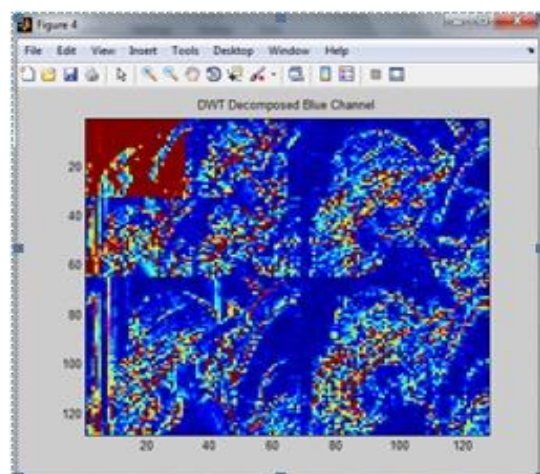 Figure 4
File Edit View Insert Tools Desktop Window Help
DWT Decomposed Blue Channel
20
40
60
80
100
120
20 40 60 80 100 120